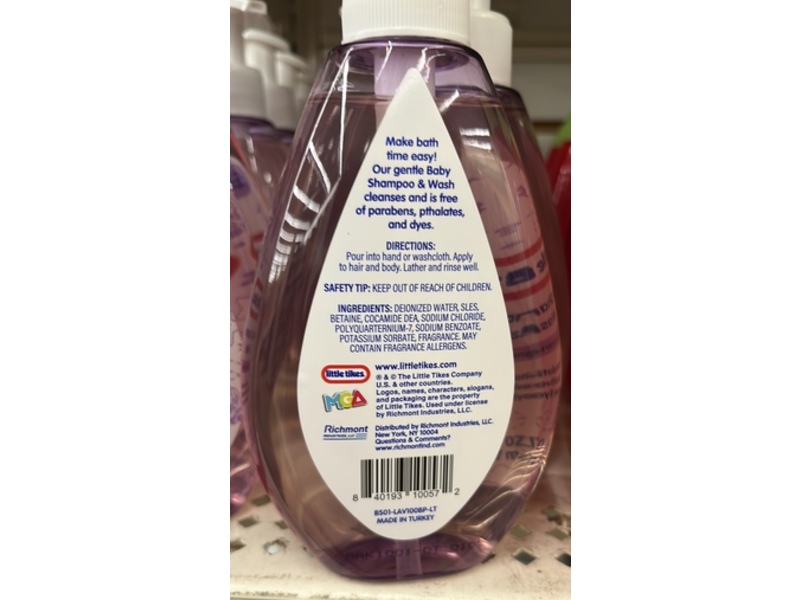 Make bath
time easy!
Our gentle Baby
Shampoo & Wash
cleanses and is free
of parabens, pthalates,
and dyes.
DIRECTIONS:
Pour into hand or washcloth. Apply
to hair and body. Lather and rinse well.
SAFETY TIP: KEEP OUT OF REACH OF CHILDREN.
INGREDIENTS: DEIONIZED WATER, SLES,
BETAINE, COCAMIDE DEA, SODIUM CHLORIDE,
POLYQUARTERNIUM-7, SODIUM BENZOATE,
POTASSIUM SORBATE, FRAGRANCE. MAY
CONTAIN FRAGRANCE ALLERGENS.
little tikes
www.littletikes.com
® & © The Little Tikes Company
U.S. & other countries.
Logos, names, characters, slogans,
and packaging are the property
of Little Tikes. Used under license
by Richmont Industries, LLC.
MGA
Richmont
INDUSTRIES, LLC
Distributed by Richmont Industries, LLC.
New York, NY 10004
Questions & Comments?
www.richmontind.com
8 40193 10057 2
BS01-LAV100BP-LT
MADE IN TURKEY